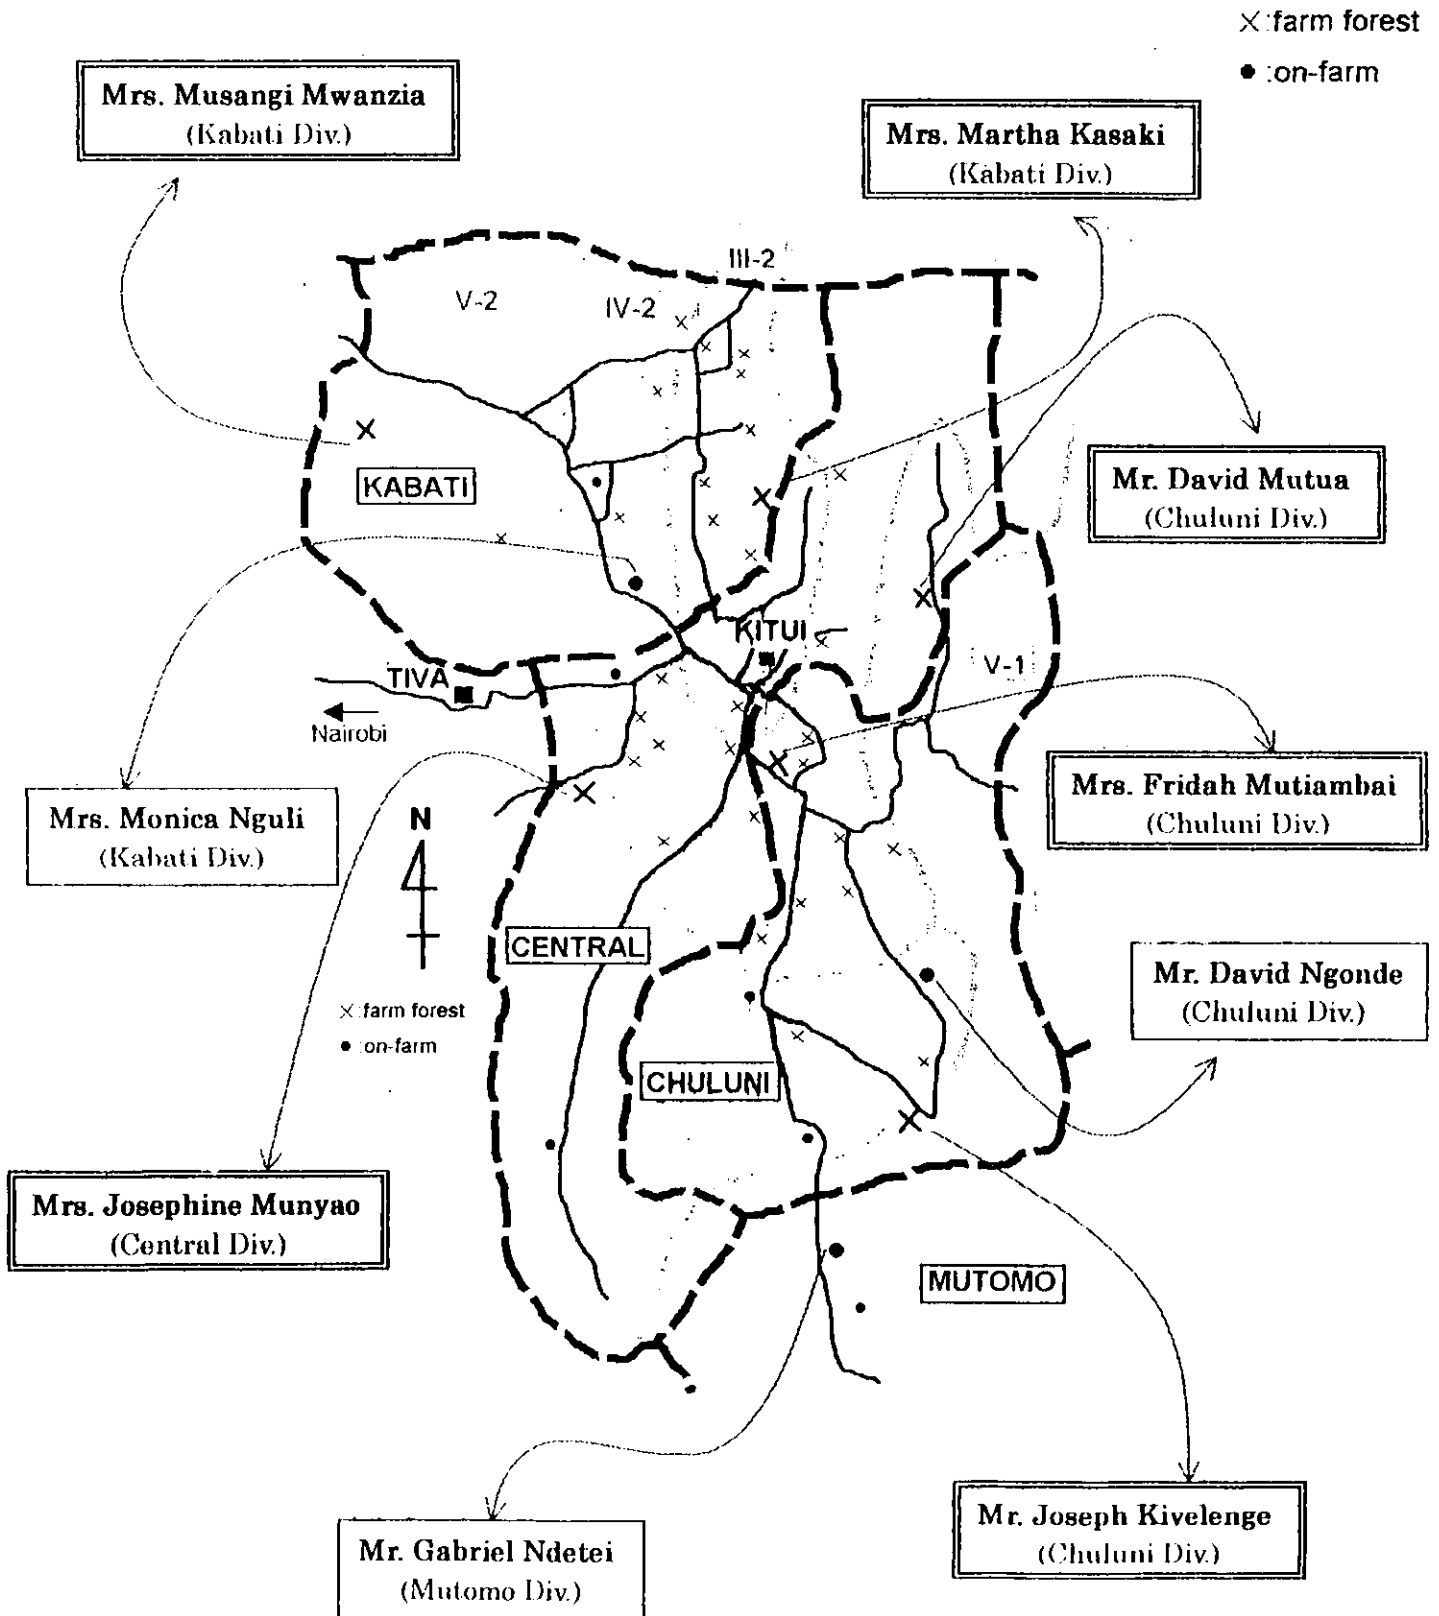 ×:farm forest
●:on-farm
Mrs. Musangi Mwanzia
(Kabati Div.)
Mrs. Martha Kasaki
(Kabati Div.)
III-2
V-2
IV-2
KABATI
Mr. David Mutua
(Chuluni Div.)
KITUI
V-1
TIVA
Nairobi
Mrs. Fridah Mutiambai
(Chuluni Div.)
Mrs. Monica Nguli
(Kabati Div.)
N
CENTRAL
Mr. David Ngonde
(Chuluni Div.)
×:farm forest
●:on-farm
CHULUNI
Mrs. Josephine Munyao
(Central Div.)
MUTOMO
Mr. Joseph Kivelenge
(Chuluni Div.)
Mr. Gabriel Ndetei
(Mutomo Div.)